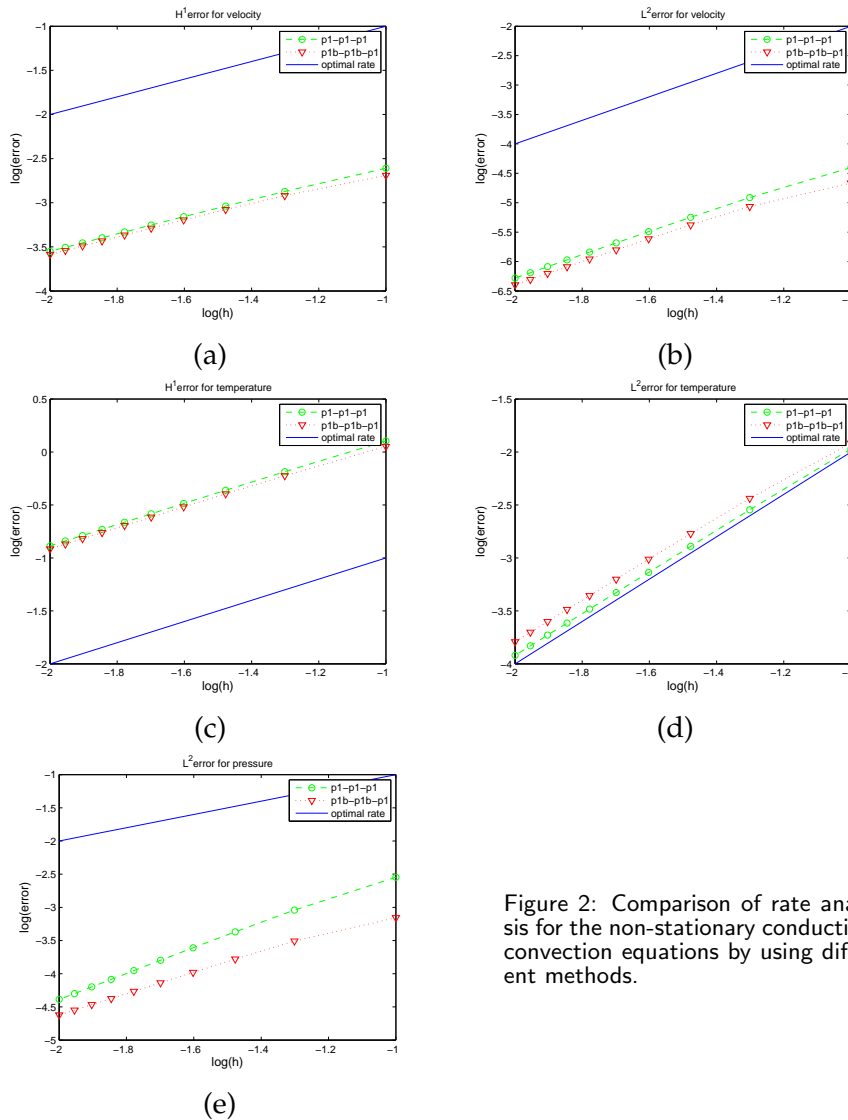 H¹error for velocity
p1−p1−p1
p1b−p1b−p1
optimal rate
log(error)
−1
−1.5
−2
−2.5
−3
−3.5
−4
−2 −1.8 −1.6 −1.4 −1.2 −1
log(h)
(a)
L²error for velocity
p1−p1−p1
p1b−p1b−p1
optimal rate
log(error)
−2
−2.5
−3
−3.5
−4
−4.5
−5
−5.5
−6
−6.5
−2 −1.8 −1.6 −1.4 −1.2 −1
log(h)
(b)
H¹error for temperature
p1−p1−p1
p1b−p1b−p1
optimal rate
log(error)
0.5
0
−0.5
−1
−1.5
−2
−2 −1.8 −1.6 −1.4 −1.2 −1
log(h)
(c)
L²error for temperature
p1−p1−p1
p1b−p1b−p1
optimal rate
log(error)
−1.5
−2
−2.5
−3
−3.5
−4
−2 −1.8 −1.6 −1.4 −1.2
log(h)
(d)
L²error for pressure
p1−p1−p1
p1b−p1b−p1
optimal rate
log(error)
−1
−1.5
−2
−2.5
−3
−3.5
−4
−4.5
−5
−2 −1.8 −1.6 −1.4 −1.2 −1
log(h)
(e)
Figure 2: Comparison of rate ana
sis for the non-stationary conducti
convection equations by using dif
ent methods.